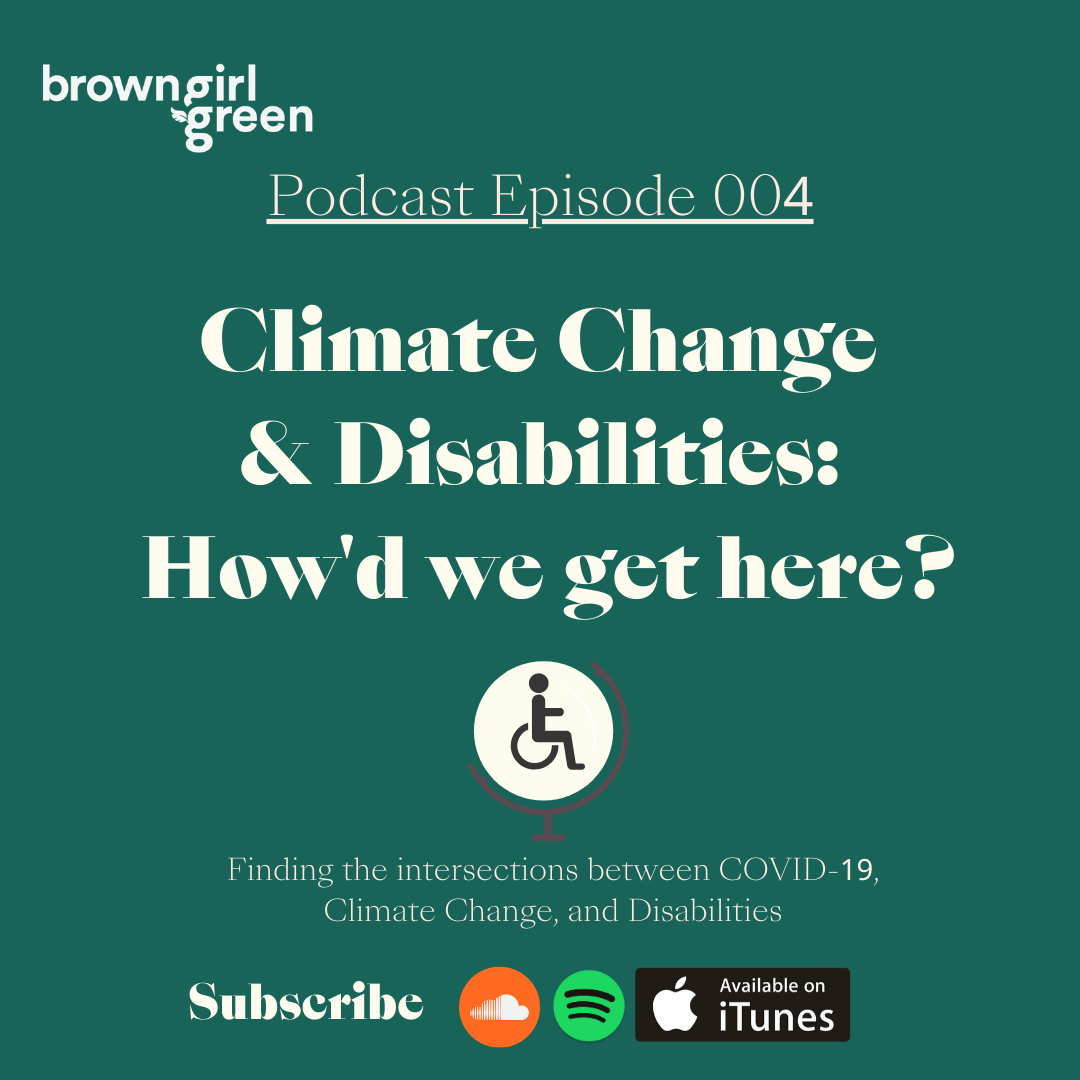 browngirl
green
Podcast Episode 004
Climate Change
& Disabilities:
How'd we get here?
Finding the intersections between COVID-19,
Climate Change, and Disabilities
Subscribe
Available on
iTunes